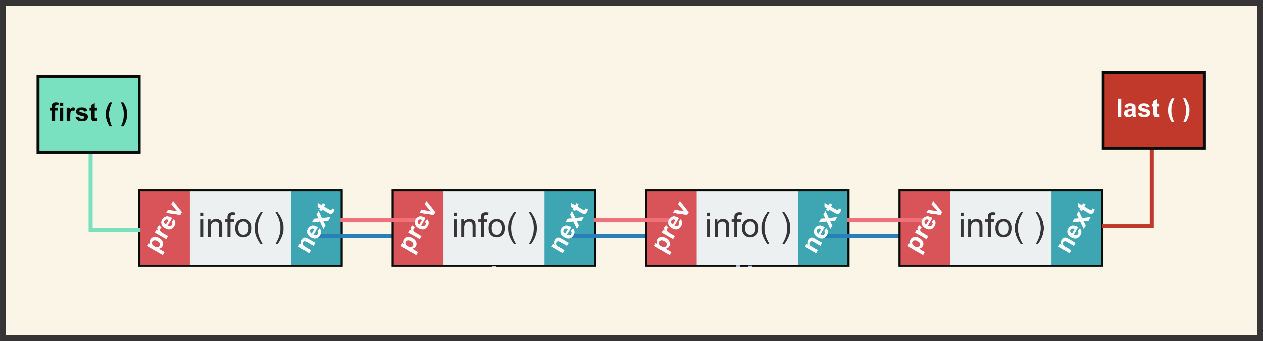 first ( )
last ( )
prev info( ) next prev info( ) next prev info( ) next prev info( ) next